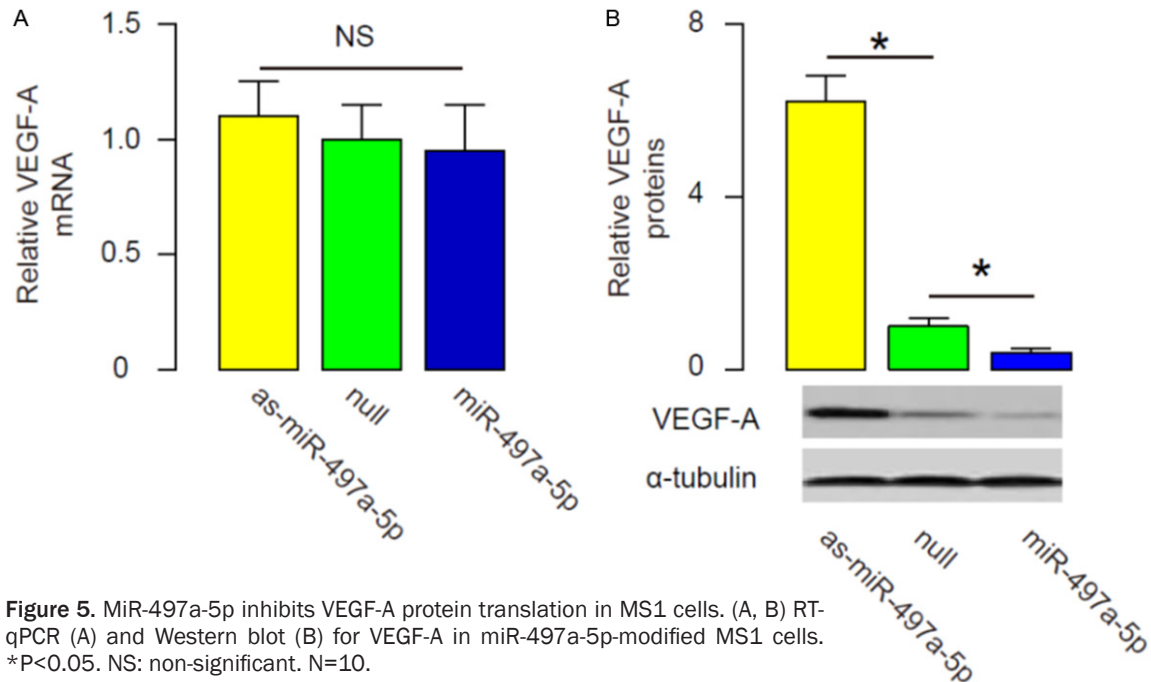 A
Relative VEGF-A
mRNA
1.5
1.0
0.5
0
NS
as-miR-497a-5p
null
miR-497a-5p
B
Relative VEGF-A
proteins
8
4
0
*
*
VEGF-A
α-tubulin
as-miR-497a-5p
null
miR-497a-5p
Figure 5. MiR-497a-5p inhibits VEGF-A protein translation in MS1 cells. (A, B) RT-
qPCR (A) and Western blot (B) for VEGF-A in miR-497a-5p-modified MS1 cells.
*P<0.05. NS: non-significant. N=10.